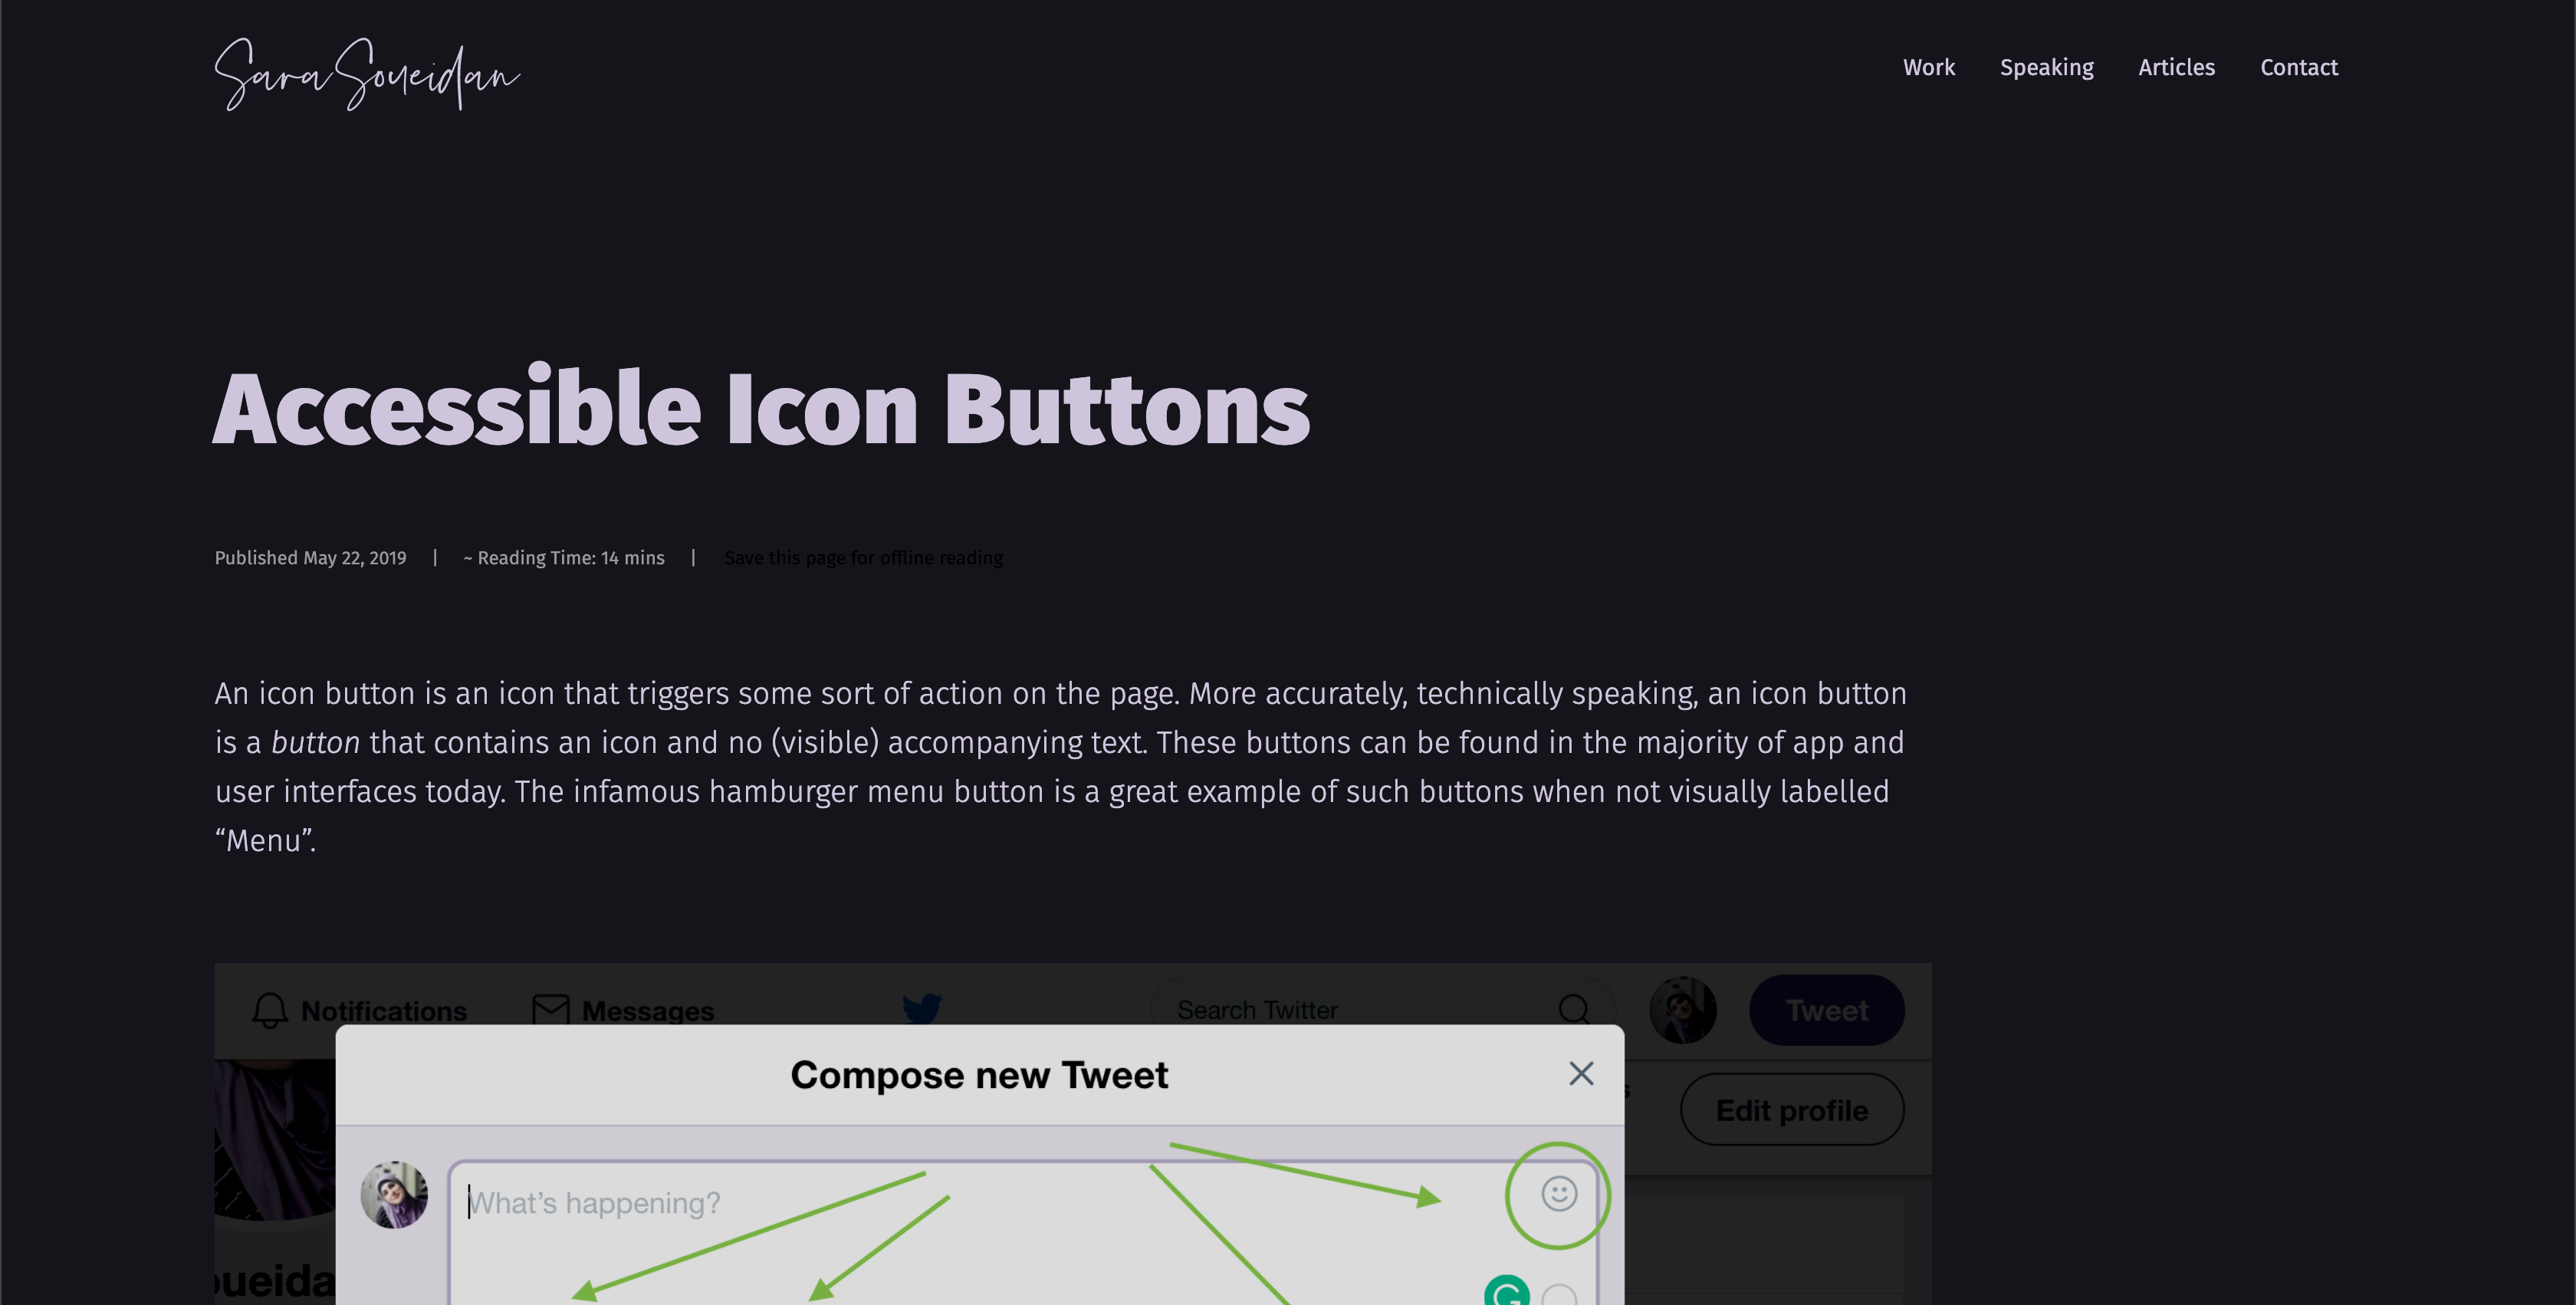 Sara Soueidan
Work Speaking Articles Contact
Accessible Icon Buttons
Published May 22, 2019 | ~ Reading Time: 14 mins | Save this page for offline reading
An icon button is an icon that triggers some sort of action on the page. More accurately, technically speaking, an icon button
is a button that contains an icon and no (visible) accompanying text. These buttons can be found in the majority of app and
user interfaces today. The infamous hamburger menu button is a great example of such buttons when not visually labelled
“Menu”.
Notifications Messages Search Twitter Tweet
Compose new Tweet
Edit profile
What’s happening?
oueida